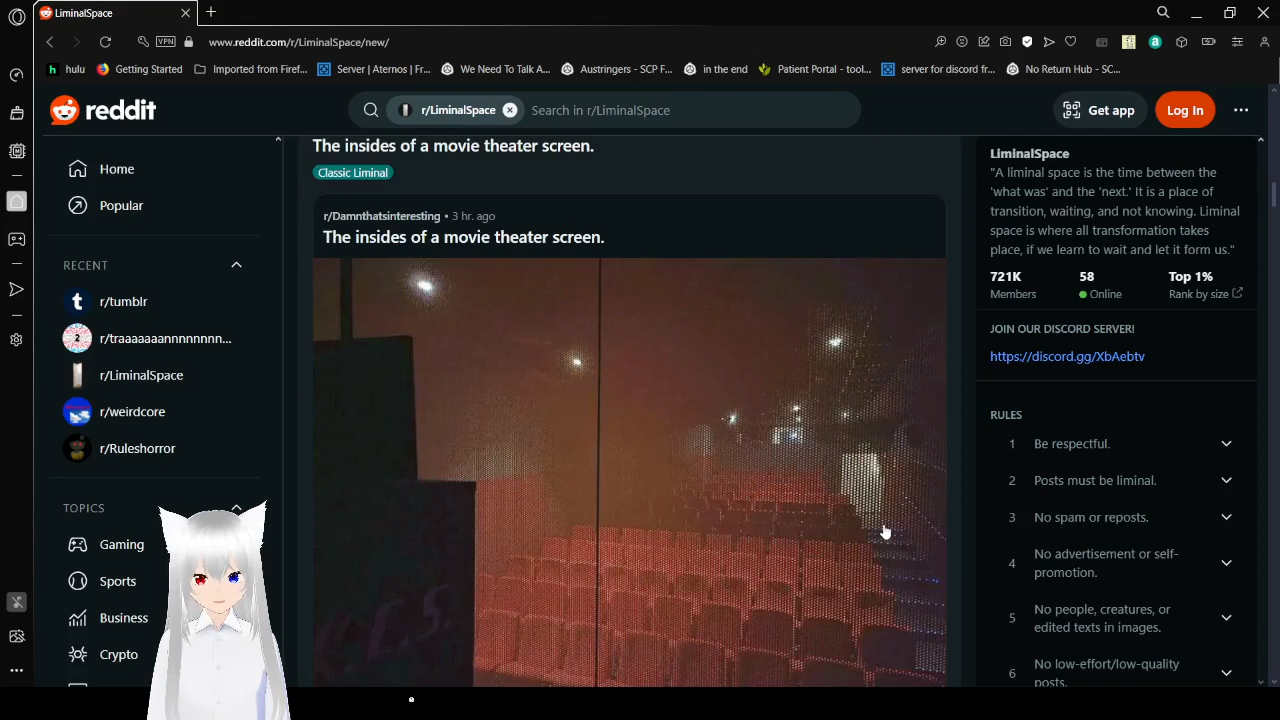 LiminalSpace
VPN
www.reddit.com/r/LiminalSpace/new/
hulu
Getting Started
Imported from Firef...
Server | Aternos | Fr...
We Need To Talk A...
Austringers - SCP F...
in the end
Patient Portal - tool...
server for discord fr...
No Return Hub - SC...
reddit
r/LiminalSpace
Search in r/LiminalSpace
Get app
Log In
Home
Popular
RECENT
r/tumblr
r/traaaaaaannnnnnnn...
r/LiminalSpace
r/weirdcore
r/Ruleshorror
TOPICS
Gaming
Sports
Business
Crypto
The insides of a movie theater screen.
Classic Liminal
r/Damnthatsinteresting • 3 hr. ago
The insides of a movie theater screen.
LiminalSpace
"A liminal space is the time between the
'what was' and the 'next.' It is a place of
transition, waiting, and not knowing. Liminal
space is where all transformation takes
place, if we learn to wait and let it form us."
721K 58 Top 1%
Members Online Rank by size
JOIN OUR DISCORD SERVER!
https://discord.gg/XbAebtv
RULES
1 Be respectful.
2 Posts must be liminal.
3 No spam or reposts.
4 No advertisement or self-
promotion.
5 No people, creatures, or
edited texts in images.
6 No low-effort/low-quality
posts.